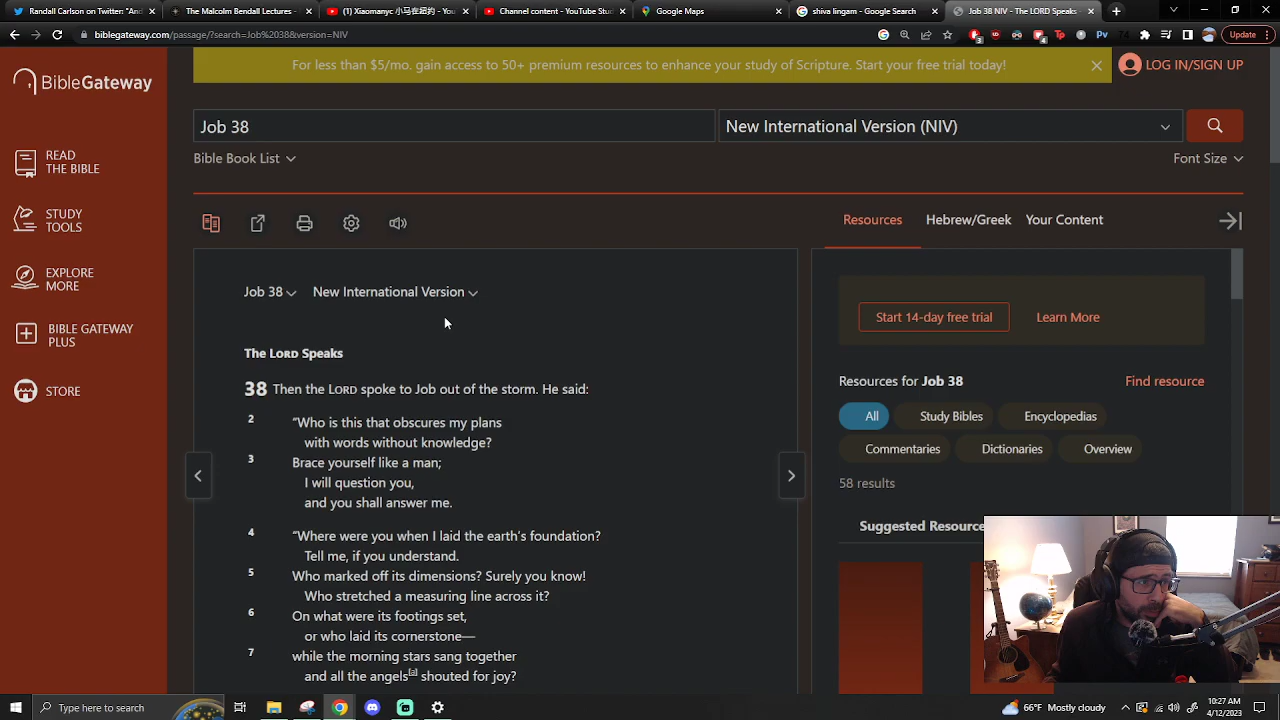 Randall Carlson on Twitter: "And
The Malcolm Bendall Lectures -
(1) Xiaomanyc 小马在纽约 - YouT
Channel content - YouTube Stu
Google Maps
shiva lingam - Google Search
Job 38 NIV - The LORD Speaks
biblegateway.com/passage/?search=Job%2038&version=NIV
Update
For less than $5/mo. gain access to 50+ premium resources to enhance your study of Scripture. Start your free trial today!
LOG IN/SIGN UP
BibleGateway
READ
THE BIBLE
STUDY
TOOLS
EXPLORE
MORE
BIBLE GATEWAY
PLUS
STORE
Job 38
New International Version (NIV)
Bible Book List
Font Size
Resources
Hebrew/Greek
Your Content
Job 38
New International Version
The LORD Speaks
38 Then the LORD spoke to Job out of the storm. He said:
2 "Who is this that obscures my plans
with words without knowledge?
3 Brace yourself like a man;
I will question you,
and you shall answer me.
4 "Where were you when I laid the earth's foundation?
Tell me, if you understand.
5 Who marked off its dimensions? Surely you know!
Who stretched a measuring line across it?
6 On what were its footings set,
or who laid its cornerstone—
7 while the morning stars sang together
and all the angels[a] shouted for joy?
Start 14-day free trial
Learn More
Resources for Job 38
Find resource
All
Study Bibles
Encyclopedias
Commentaries
Dictionaries
Overview
58 results
Suggested Resource
Type here to search
66°F Mostly cloudy
10:27 AM
4/12/2023